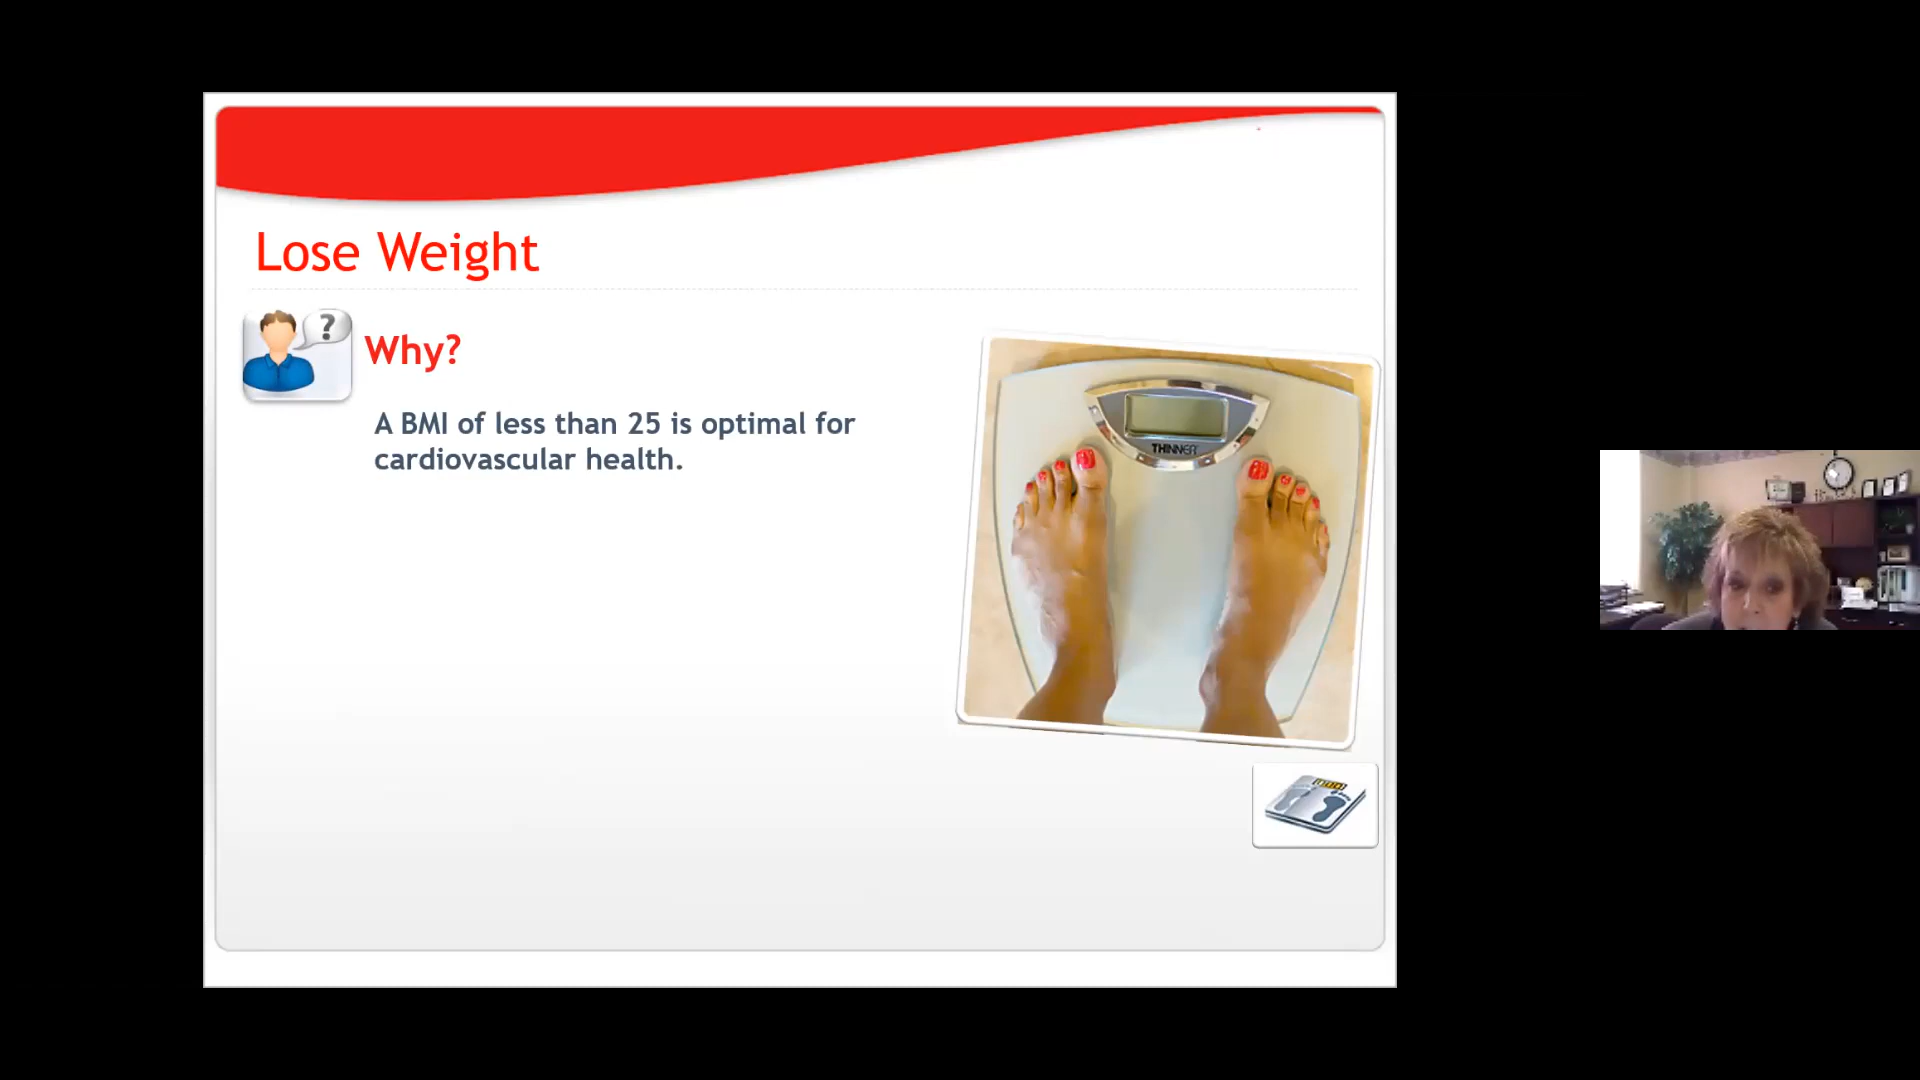 Lose Weight
?
Why?
A BMI of less than 25 is optimal for
cardiovascular health.
THINNER